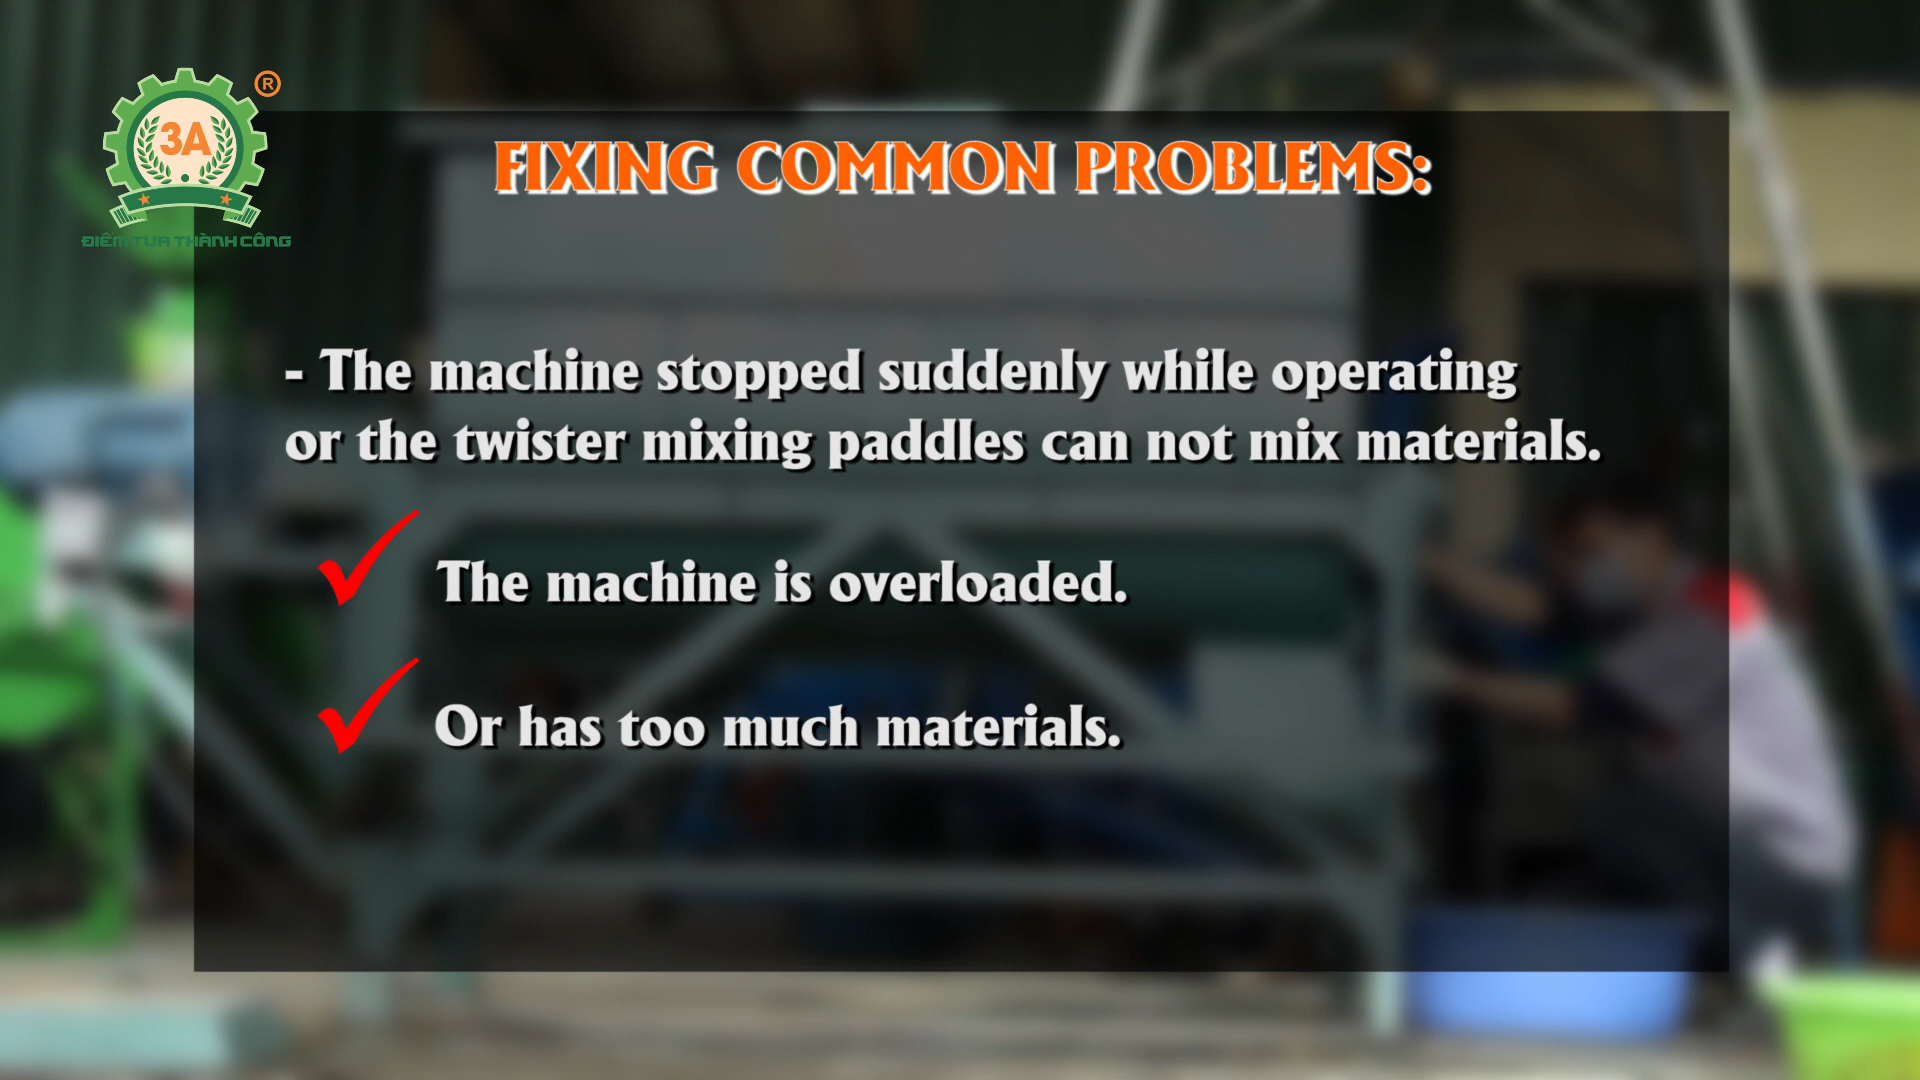 3A
®
ĐIỂM TỰA THÀNH CÔNG
FIXING COMMON PROBLEMS:
- The machine stopped suddenly while operating
or the twister mixing paddles can not mix materials.
The machine is overloaded.
Or has too much materials.